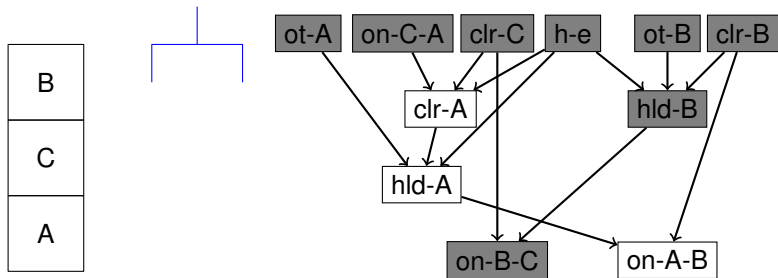 B
C
A
ot-A on-C-A clr-C h-e ot-B clr-B
clr-A hld-B
hld-A
on-B-C on-A-B